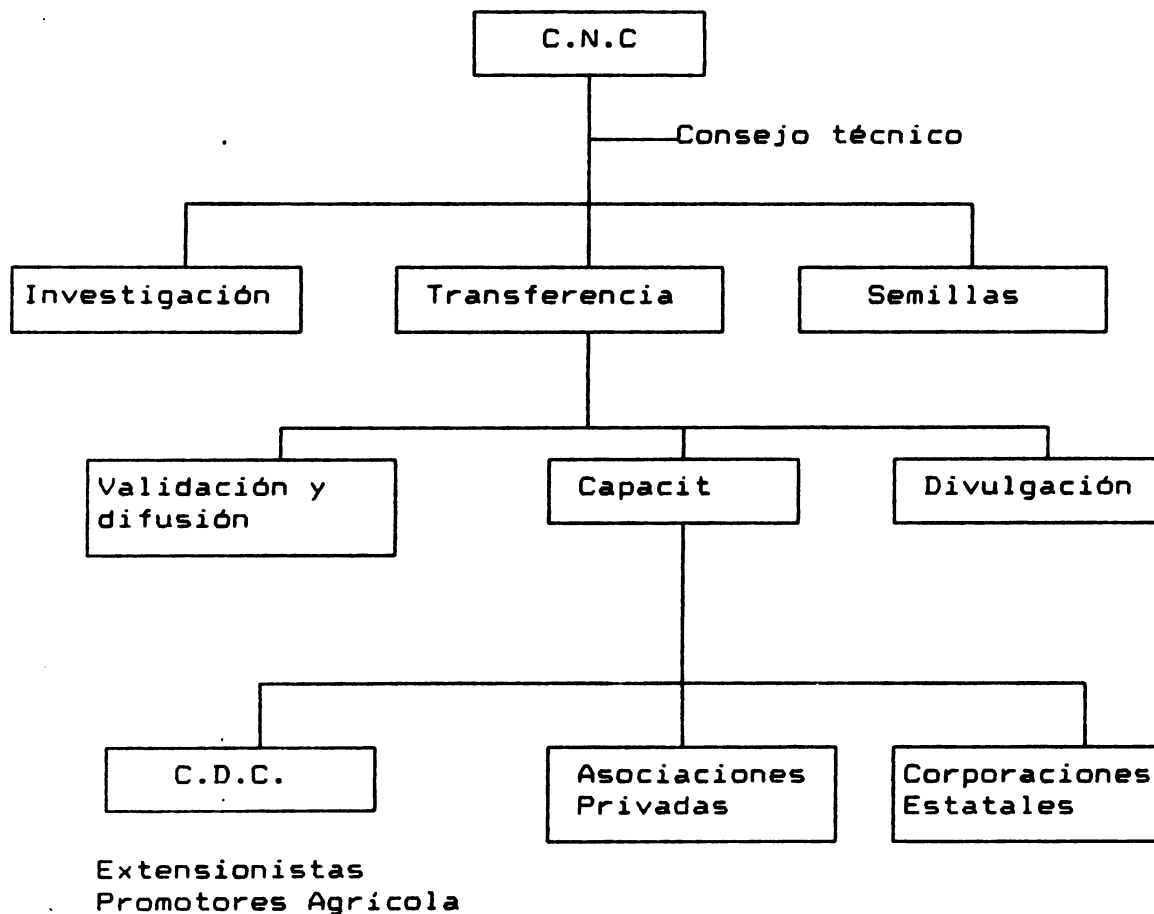 C.N.C
Consejo técnico
Investigación
Transferencia
Semillas
Validación y
difusión
Capacit
Divulgación
C.D.C.
Asociaciones
Privadas
Corporaciones
Estatales
Extensionistas
Promotores Agrícola